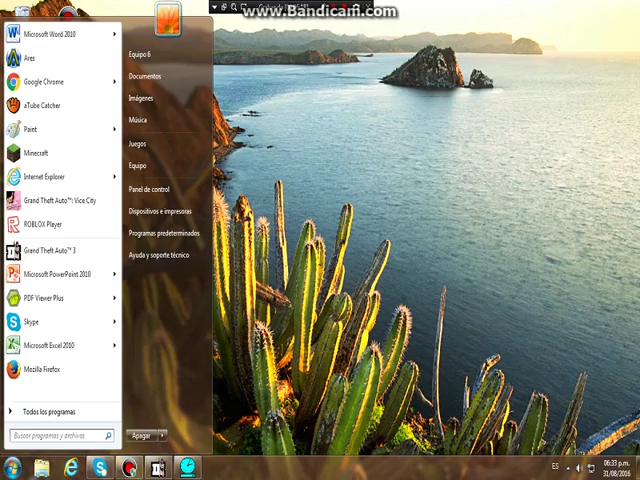 www.Bandicam.com
Microsoft Word 2010
Ares
Google Chrome
aTube Catcher
Paint
Minecraft
Internet Explorer
Grand Theft Auto™: Vice City
ROBLOX Player
Grand Theft Auto™ 3
Microsoft PowerPoint 2010
PDF Viewer Plus
Skype
Microsoft Excel 2010
Mozilla Firefox
Todos los programas
Buscar programas y archivos
Equipo 6
Documentos
Imágenes
Música
Juegos
Equipo
Panel de control
Dispositivos e impresoras
Programas predeterminados
Ayuda y soporte técnico
Apagar
ES
06:33 p.m.
31/08/2016